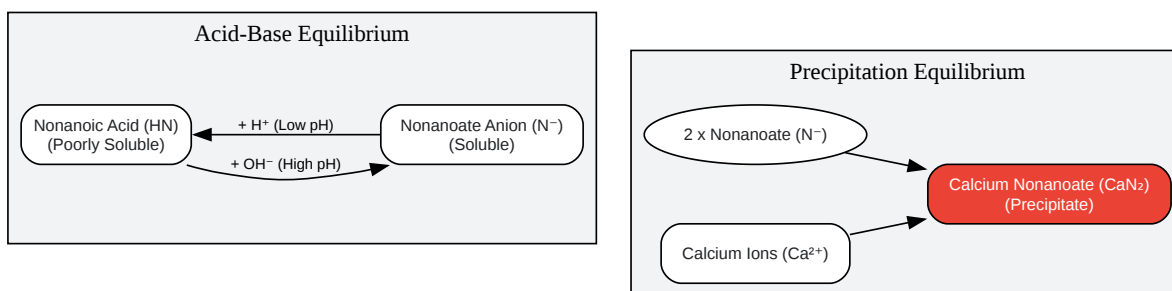 Acid-Base Equilibrium
Nonanoic Acid (HN)
(Poorly Soluble)
+ H⁺ (Low pH)
+ OH⁻ (High pH)
Nonanoate Anion (N⁻)
(Soluble)
Precipitation Equilibrium
2 x Nonanoate (N⁻)
Calcium Ions (Ca²⁺)
Calcium Nonanoate (CaN₂)
(Precipitate)